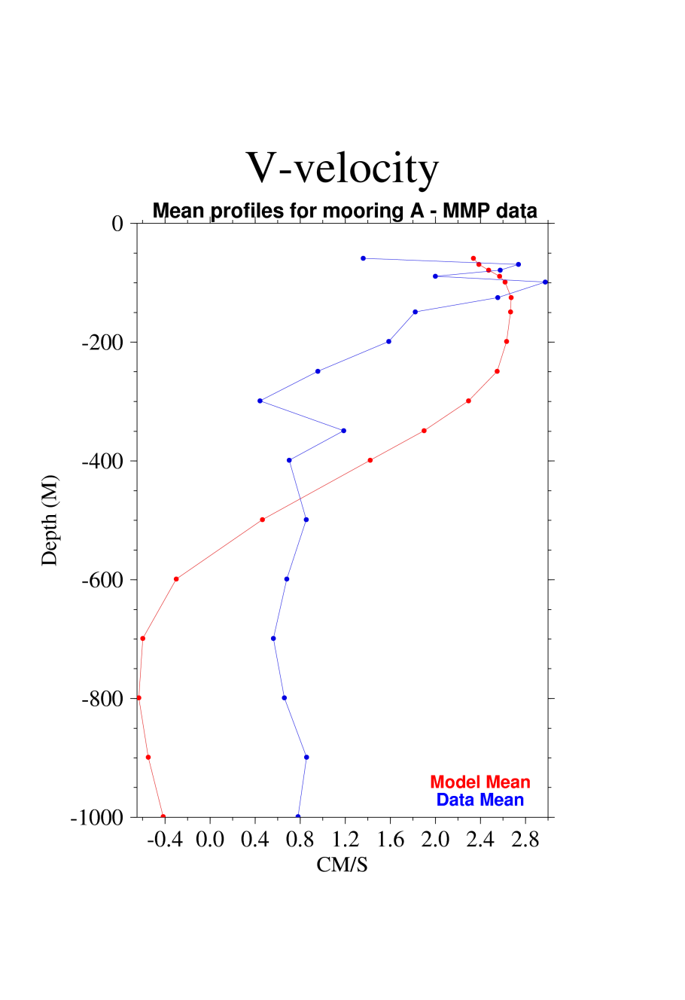 V-velocity
Mean profiles for mooring A - MMP data
0
-200
-400
-600
-800
-1000
Depth (M)
Model Mean
Data Mean
-0.4 0.0 0.4 0.8 1.2 1.6 2.0 2.4 2.8
CM/S